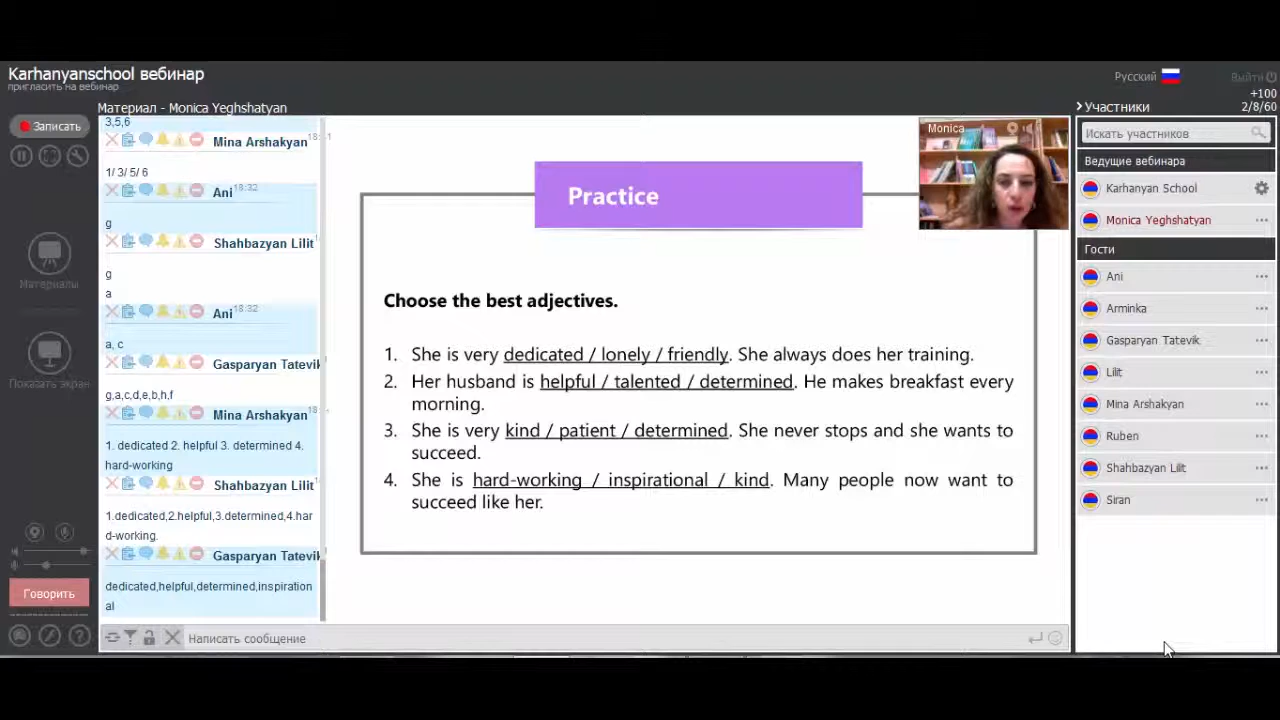 Karhanyanschool вебинар
пригласить на вебинар
Русский
Выйти
+100
2/8/60
Материал - Monica Yeghshatyan
Записать
Материалы
Показать экран
Говорить
3,5,6
Mina Arshakyan
1/ 3/ 5/ 6
Ani 18:32
g
Shahbazyan Lilit
g
a
Ani 18:32
a, c
Gasparyan Tatevik
g,a,c,d,e,b,h,f
Mina Arshakyan
1. dedicated 2. helpful 3. determined 4.
hard-working
Shahbazyan Lilit
1.dedicated,2.helpful,3.determined,4.har
d-working.
Gasparyan Tatevik
dedicated,helpful,determined,inspiration
al
Написать сообщение
Practice
Choose the best adjectives.
1. She is very dedicated / lonely / friendly. She always does her training.
2. Her husband is helpful / talented / determined. He makes breakfast every
morning.
3. She is very kind / patient / determined. She never stops and she wants to
succeed.
4. She is hard-working / inspirational / kind. Many people now want to
succeed like her.
Monica
Участники
Искать участников
Ведущие вебинара
Karhanyan School
Monica Yeghshatyan
Гости
Ani
Arminka
Gasparyan Tatevik
Lilit
Mina Arshakyan
Ruben
Shahbazyan Lilit
Siran